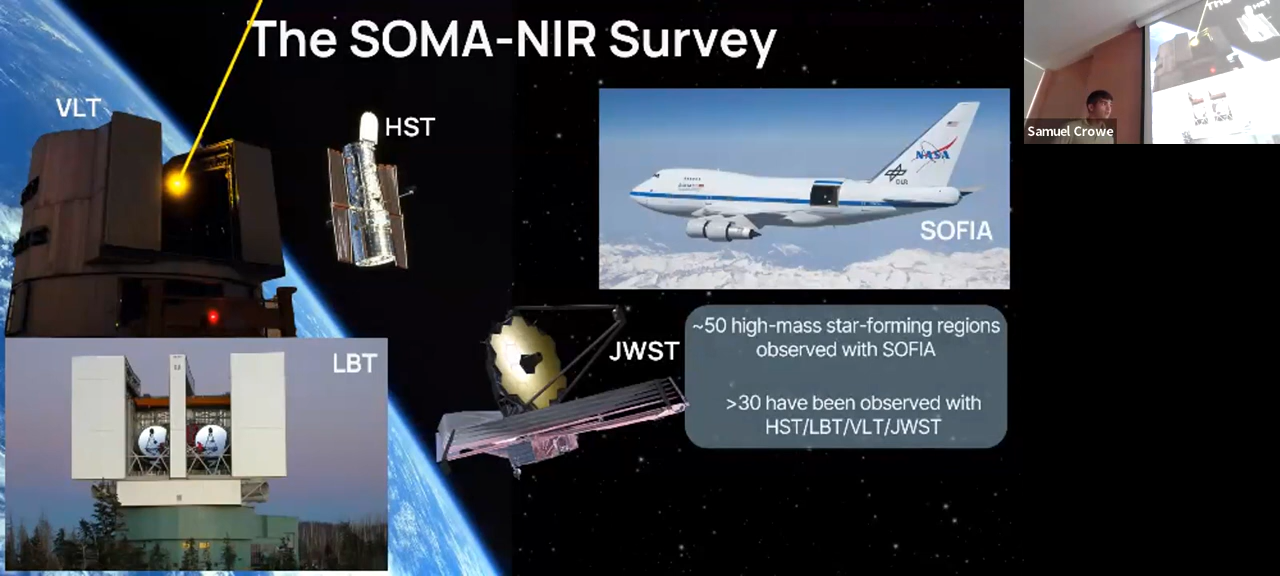 The SOMA-NIR Survey
VLT
HST
NASA
DLR
SOFIA
LBT
JWST
~50 high-mass star-forming regions
observed with SOFIA
>30 have been observed with
HST/LBT/VLT/JWST
Samuel Crowe